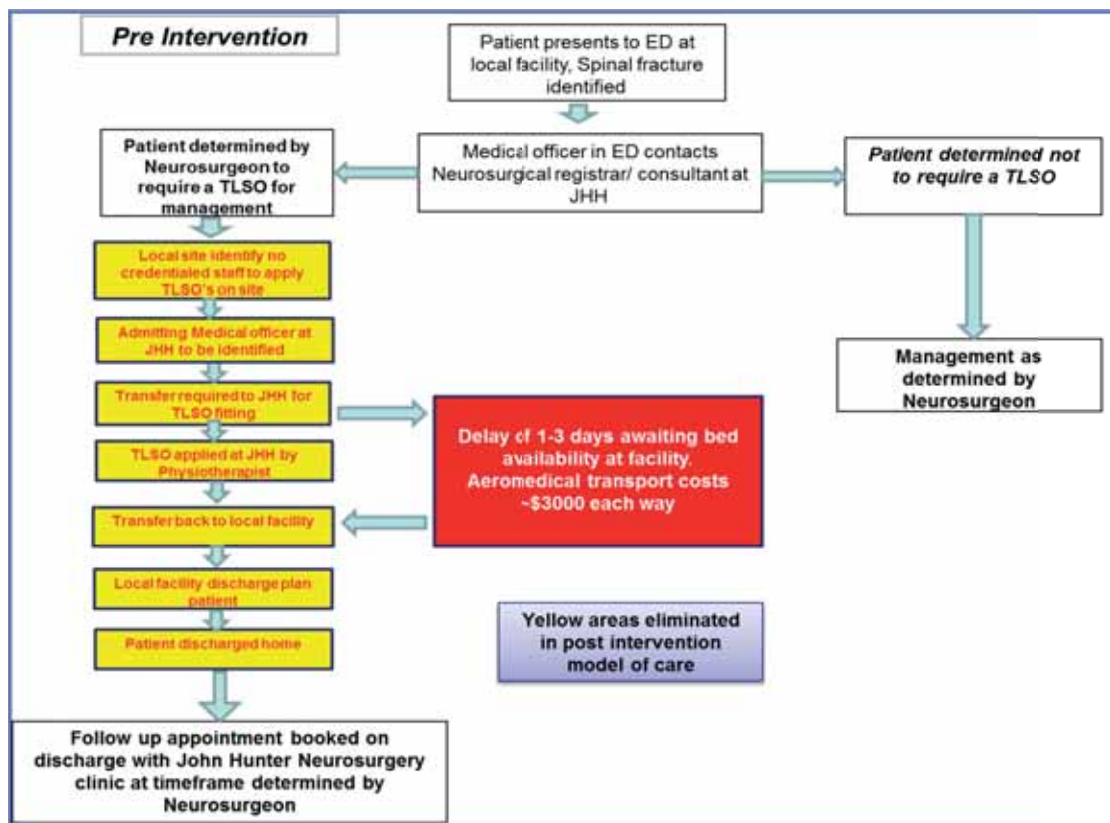 Pre Intervention
Patient presents to ED at
local facility, Spinal fracture
identified
Medical officer in ED contacts
Neurosurgical registrar/ consultant at
JHH
Patient determined by
Neurosurgeon to
require a TLSO for
management
Patient determined not
to require a TLSO
Local site identify no
credentialed staff to apply
TLSO's on site
Admitting Medical officer at
JHH to be identified
Transfer required to JHH for
TLSO fitting
TLSO applied at JHH by
Physiotherapist
Transfer back to local facility
Local facility discharge plan
patient
Patient discharged home
Follow up appointment booked on
discharge with John Hunter Neurosurgery
clinic at timeframe determined by
Neurosurgeon
Delay of 1-3 days awaiting bed
availability at facility.
Aeromedical transport costs
~$3000 each way
Management as
determined by
Neurosurgeon
Yellow areas eliminated
in post intervention
model of care